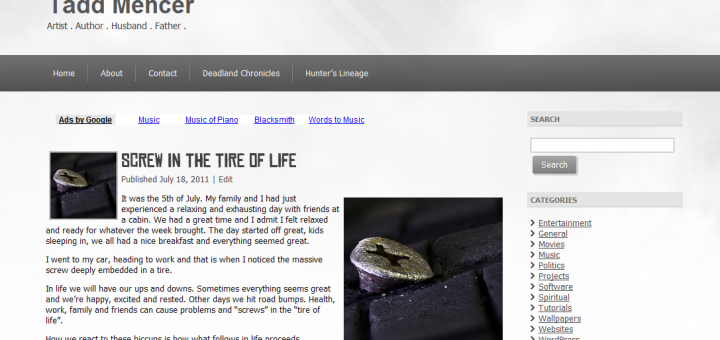 Tadd Mencer
Artist . Author . Husband . Father .
Home
About
Contact
Deadland Chronicles
Hunter's Lineage
Ads by Google
Music
Music of Piano
Blacksmith
Words to Music
SCREW IN THE TIRE OF LIFE
Published July 18, 2011 | Edit
It was the 5th of July. My family and I had just
experienced a relaxing and exhausting day with friends at
a cabin. We had a great time and I admit I felt relaxed
and ready for whatever the week brought. The day started off great, kids
sleeping in, we all had a nice breakfast and everything seemed great.
I went to my car, heading to work and that is when I noticed the massive
screw deeply embedded in a tire.
In life we will have our ups and downs. Sometimes everything seems great
and we're happy, excited and rested. Other days we hit road bumps. Health,
work, family and friends can cause problems and “screws” in the “tire of
life”.
How we react to these hiccups is how what follows in life proceeds.
SEARCH
Search
CATEGORIES
Entertainment
General
Movies
Music
Politics
Projects
Software
Spiritual
Tutorials
Wallpapers
Websites
WordPress